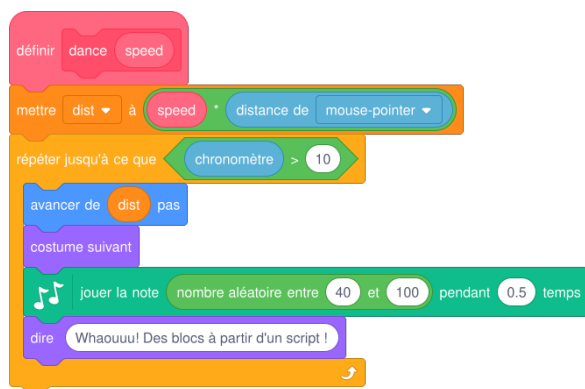 définir dance speed
mettre dist à speed * distance de mouse-pointer
répéter jusqu'à ce que chronomètre > 10
avancer de dist pas
costume suivant
jouer la note nombre aléatoire entre 40 et 100 pendant 0.5 temps
dire Whaouuu! Des blocs à partir d'un script !